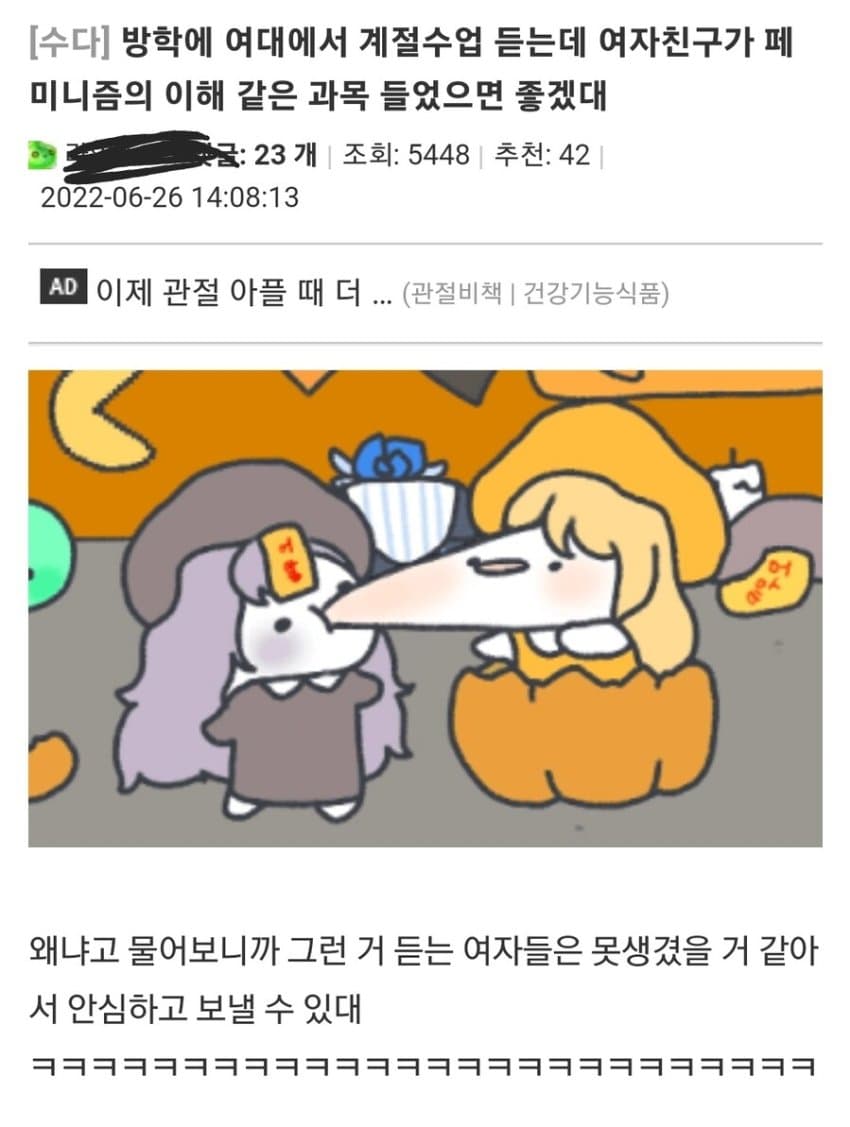 [수다] 방학에 여대에서 계절수업 듣는데 여자친구가 페
미니즘의 이해 같은 과목 들었으면 좋겠대
: 23 개 | 조회: 5448 | 추천: 42 |
2022-06-26 14:08:13
AD 이제 관절 아플 때 더 ... (관절비책 | 건강기능식품)
왜냐고 물어보니까 그런 거 듣는 여자들은 못생겼을 거 같아
서 안심하고 보낼 수 있대
ㅋㅋㅋㅋㅋㅋㅋㅋㅋㅋㅋㅋㅋㅋㅋㅋㅋㅋㅋㅋㅋㅋㅋㅋㅋㅋ